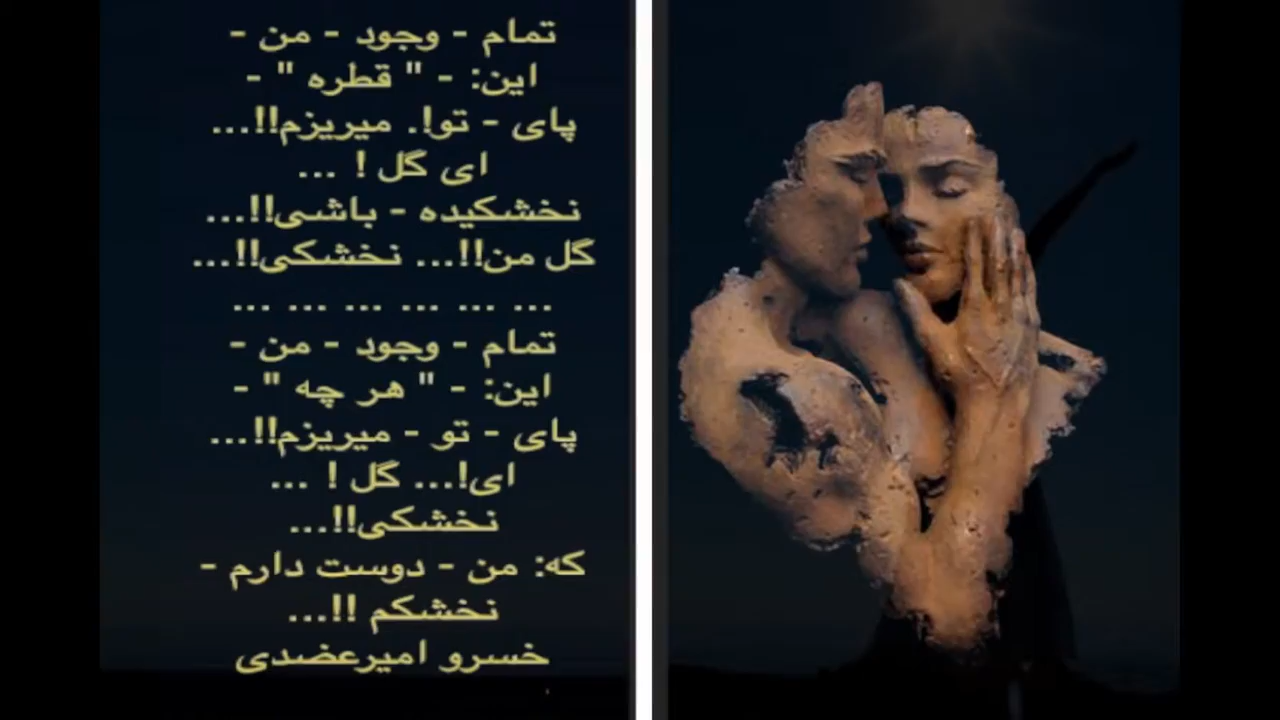 تمام - وجود - من -
این: - " قطره " -
پای - تو!. میریزم!!...
ای گل ! ...
نخشکیده - باشی!!...
گل من!!... نخشکی!!...
... ... ... ... ... ...
تمام - وجود - من -
این: - " هر چه " -
پای - تو - میریزم!!...
ای!... گل ! ...
نخشکی!!...
که: من - دوست دارم -
نخشکم !!...
خسرو امیرعضدی